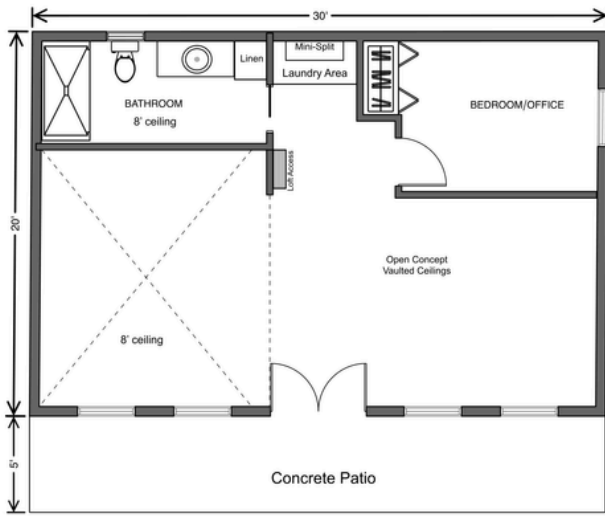 30'
Mini-Split
Linen
Laundry Area
BATHROOM
8' ceiling
BEDROOM/OFFICE
Loft Access
20'
Open Concept
Vaulted Ceilings
8' ceiling
5'
Concrete Patio